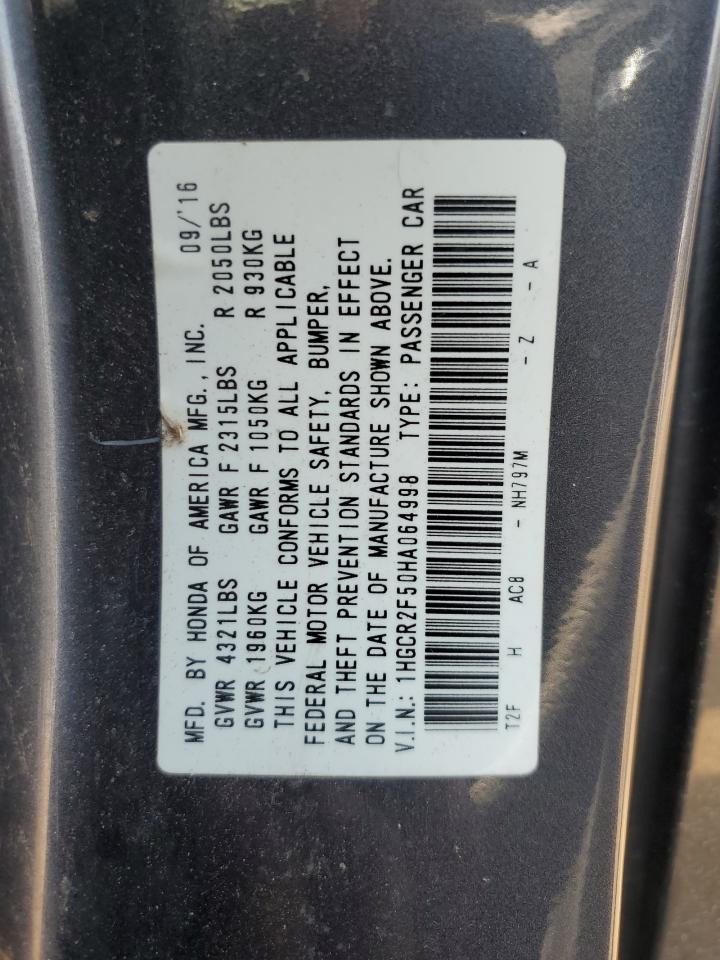 MFD. BY HONDA OF AMERICA MFG., INC. 09/'16
GVWR 4321LBS GAWR F 2315LBS R 2050LBS
GVWR 1960KG GAWR F 1050KG R 930KG
THIS VEHICLE CONFORMS TO ALL APPLICABLE
FEDERAL MOTOR VEHICLE SAFETY, BUMPER,
AND THEFT PREVENTION STANDARDS IN EFFECT
ON THE DATE OF MANUFACTURE SHOWN ABOVE.
V.I.N.: 1HGCR2F50HA064998 TYPE: PASSENGER CAR
T2F H AC8 - NH797M - Z - A